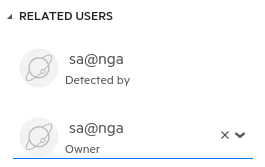 RELATED USERS
sa@nga
Detected by
sa@nga
Owner